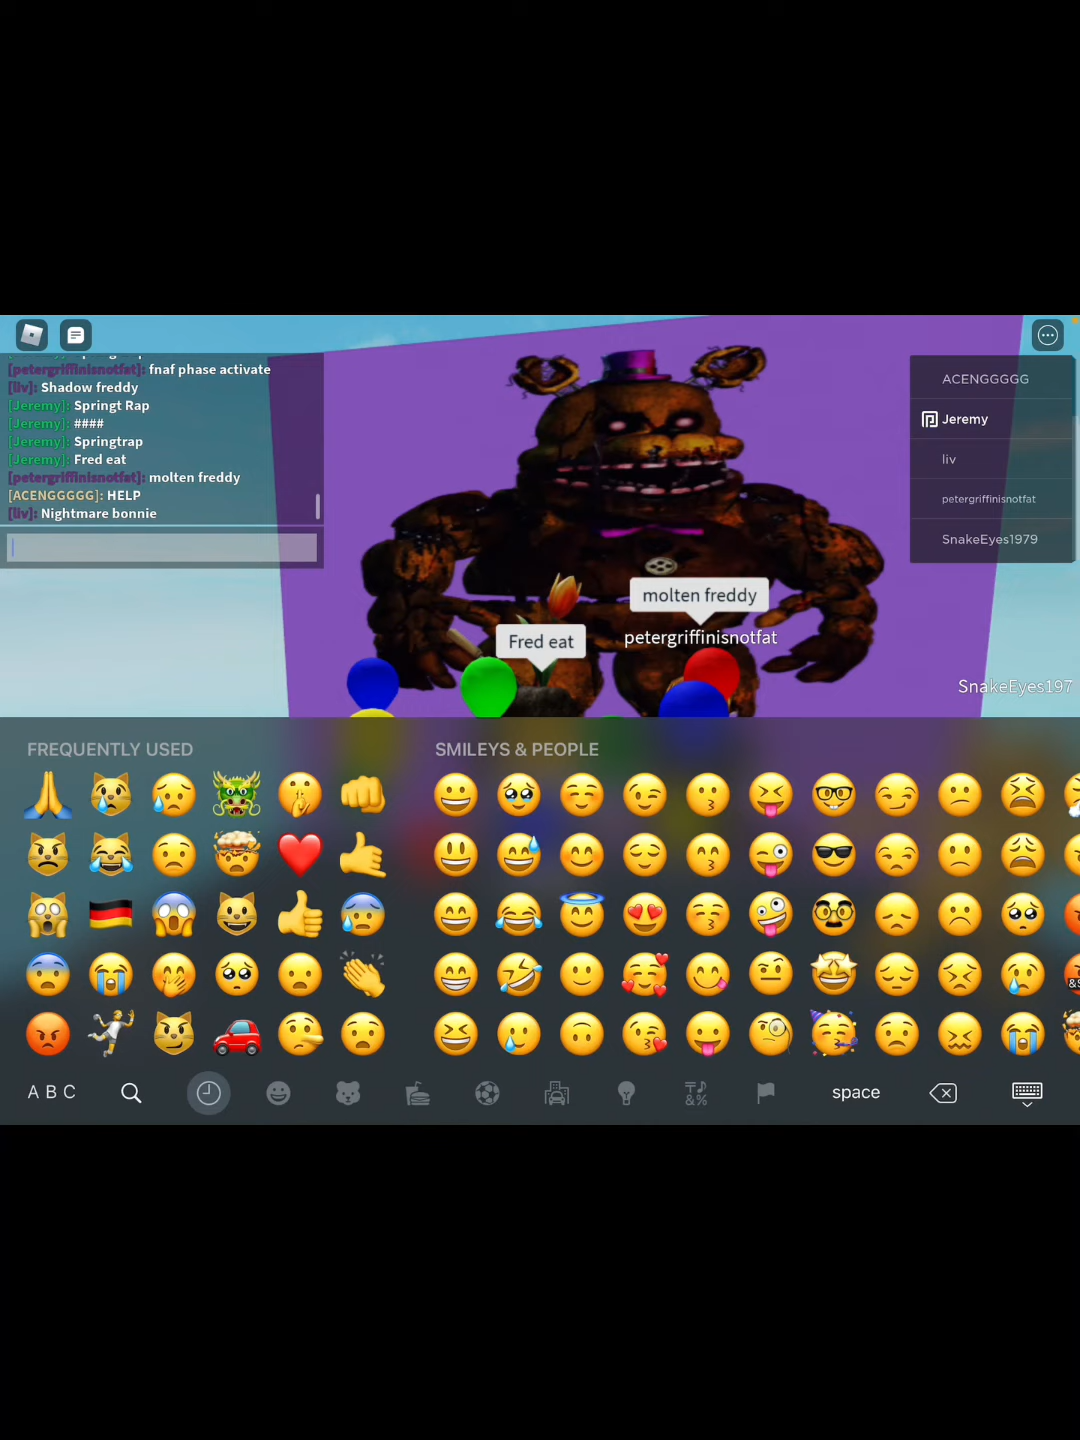 [petergriffinisnotfat]: fnaf phase activate
[liv]: Shadow freddy
[Jeremy]: Springt Rap
[Jeremy]: ####
[Jeremy]: Springtrap
[Jeremy]: Fred eat
[petergriffinisnotfat]: molten freddy
[ACENGGGGG]: HELP
[liv]: Nightmare bonnie
ACENGGGGG
Jeremy
liv
petergriffinisnotfat
SnakeEyes1979
molten freddy
petergriffinisnotfat
Fred eat
SnakeEyes197
FREQUENTLY USED
SMILEYS & PEOPLE
ABC
space